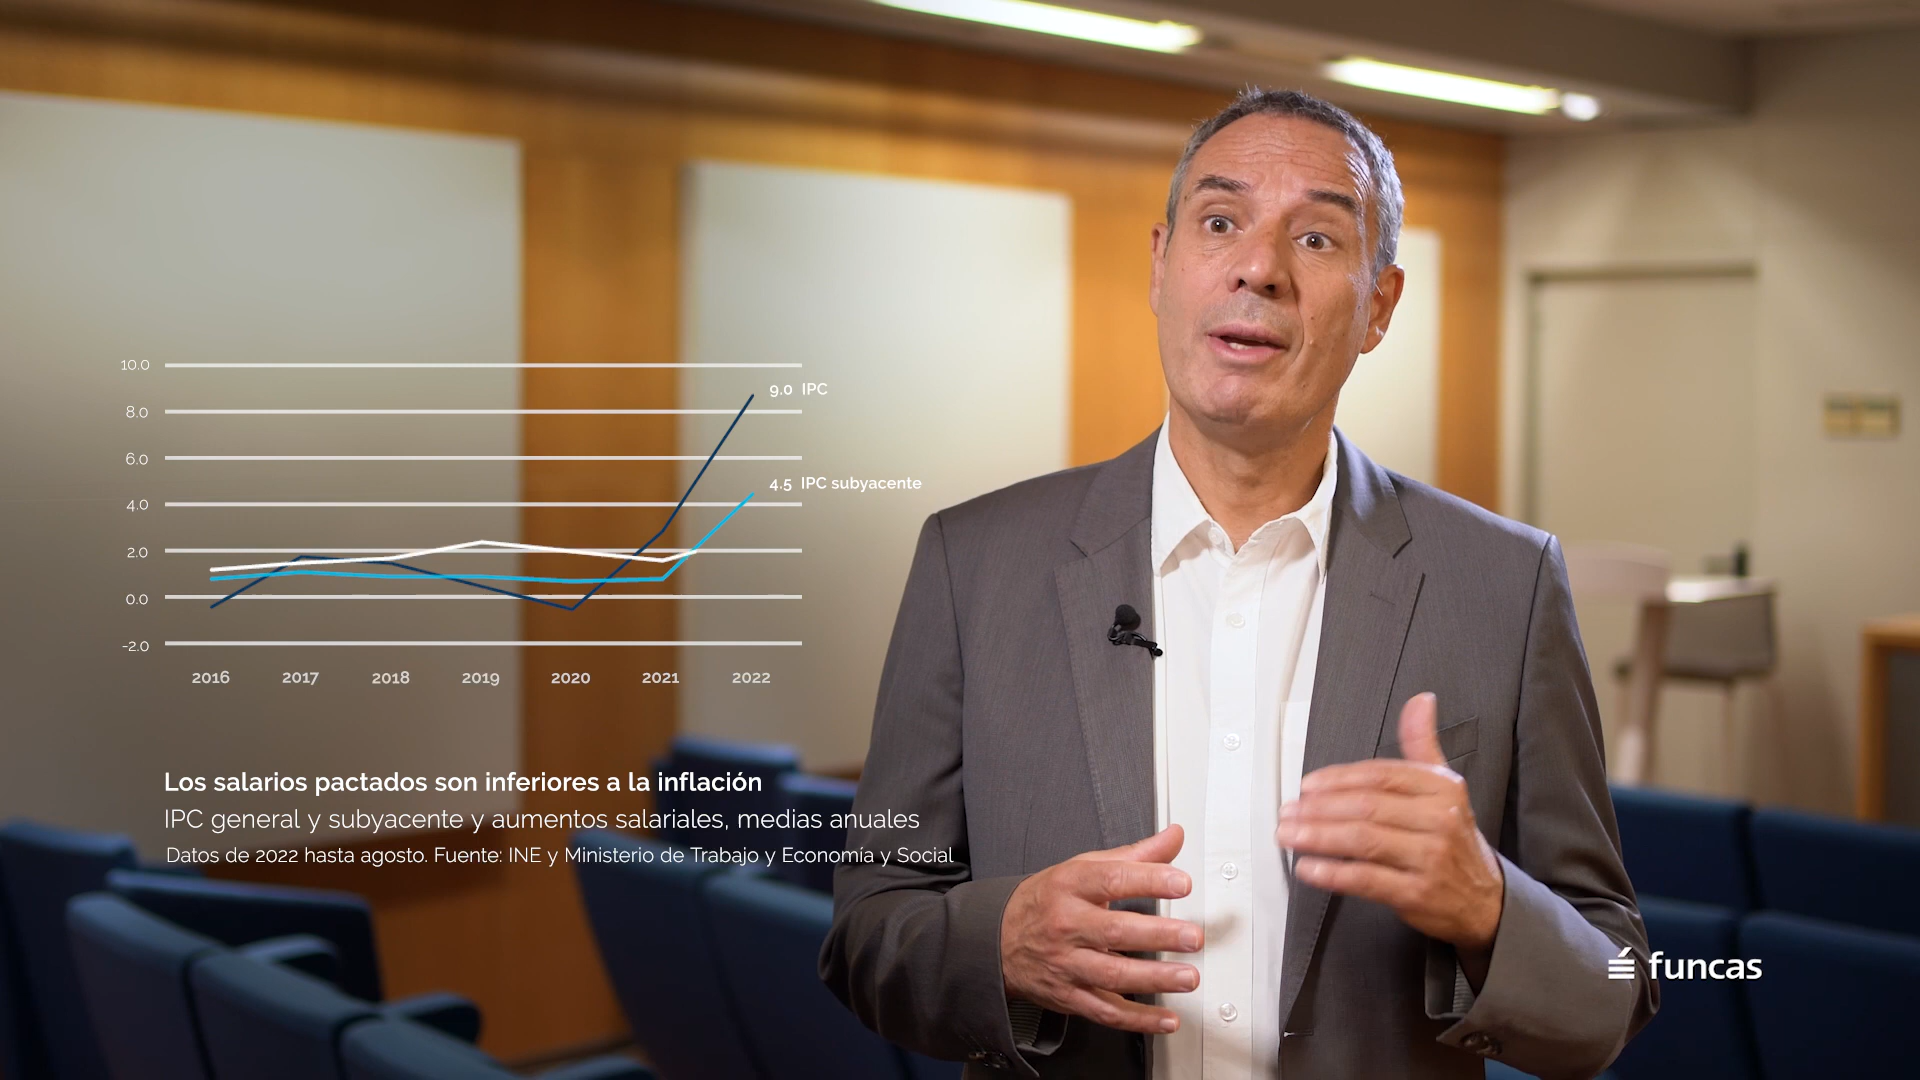 10.0
9.0 IPC
8.0
6.0
4.5 IPC subyacente
4.0
2.0
0.0
-2.0
2016 2017 2018 2019 2020 2021 2022
Los salarios pactados son inferiores a la inflación
IPC general y subyacente y aumentos salariales, medias anuales
Datos de 2022 hasta agosto. Fuente: INE y Ministerio de Trabajo y Economía y Social
funcas